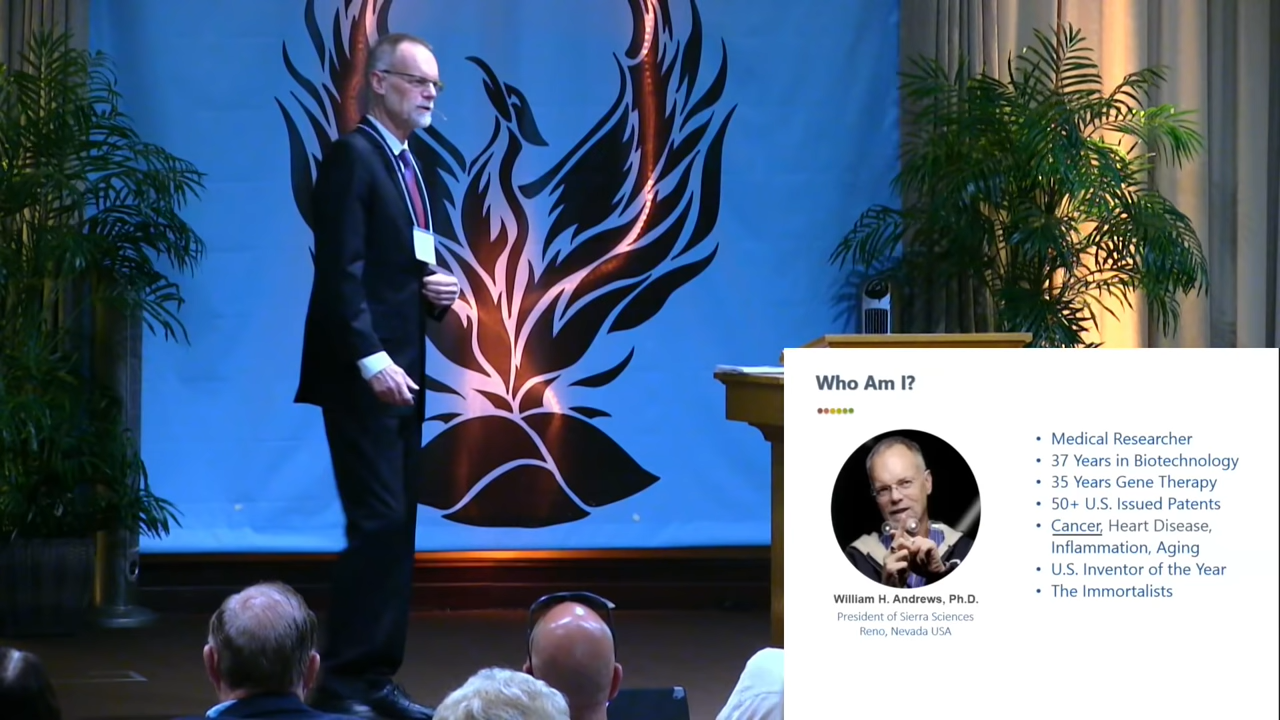 Who Am I?
• Medical Researcher
• 37 Years in Biotechnology
• 35 Years Gene Therapy
• 50+ U.S. Issued Patents
• Cancer, Heart Disease,
Inflammation, Aging
• U.S. Inventor of the Year
• The Immortalists
William H. Andrews, Ph.D.
President of Sierra Sciences
Reno, Nevada USA